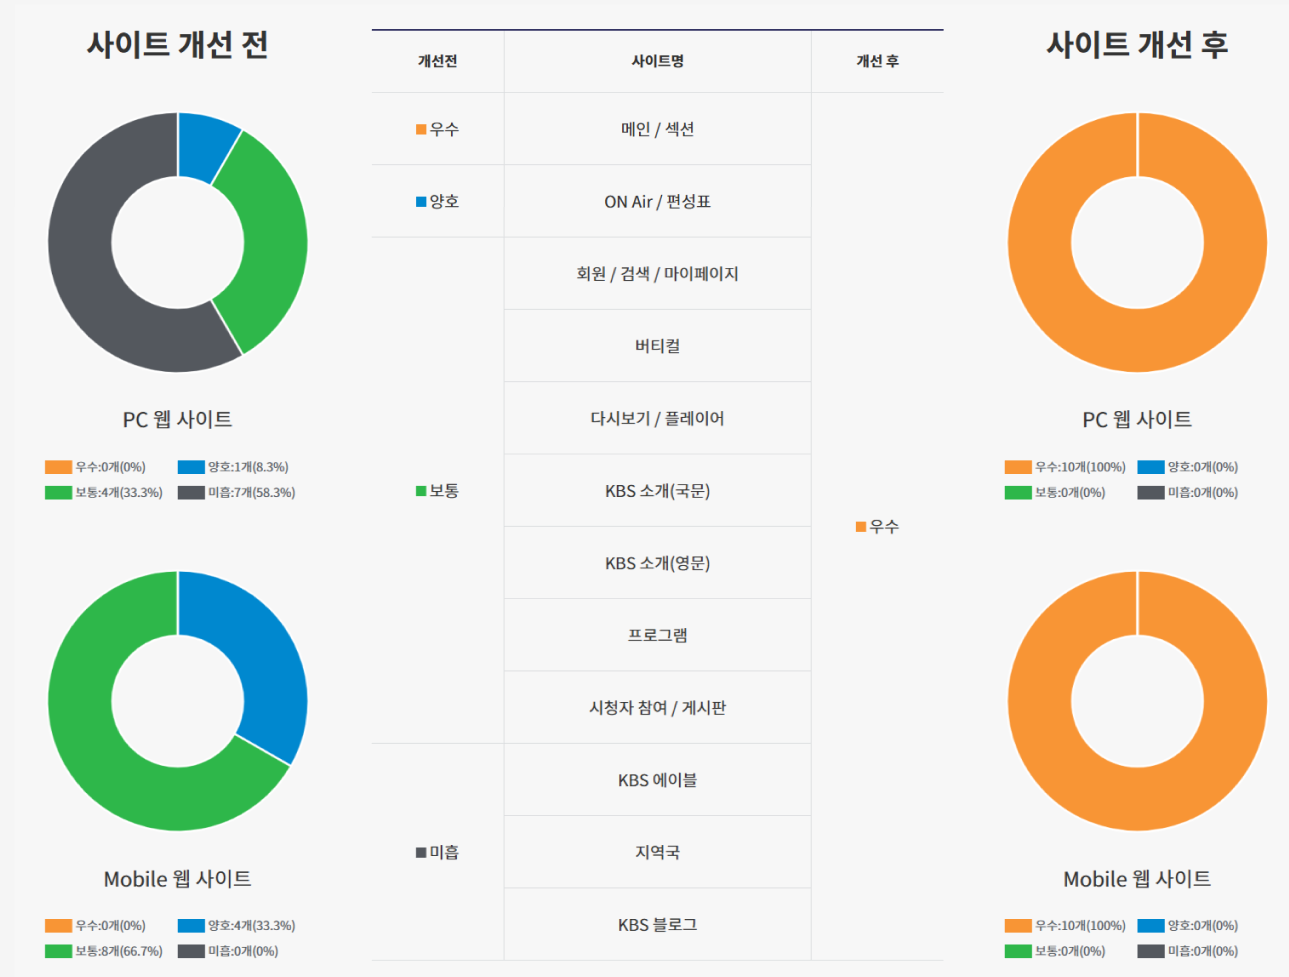 사이트 개선 전
PC 웹 사이트
우수:0개(0%) 양호:1개(8.3%)
보통:4개(33.3%) 미흡:7개(58.3%)
Mobile 웹 사이트
우수:0개(0%) 양호:4개(33.3%)
보통:8개(66.7%) 미흡:0개(0%)
개선전 사이트명 개선 후
우수 메인 / 섹션
양호 ON Air / 편성표
회원 / 검색 / 마이페이지
버티컬
다시보기 / 플레이어
보통 KBS 소개(국문)
우수
KBS 소개(영문)
프로그램
시청자 참여 / 게시판
KBS 에이블
미흡 지역국
KBS 블로그
사이트 개선 후
PC 웹 사이트
우수:10개(100%) 양호:0개(0%)
보통:0개(0%) 미흡:0개(0%)
Mobile 웹 사이트
우수:10개(100%) 양호:0개(0%)
보통:0개(0%) 미흡:0개(0%)